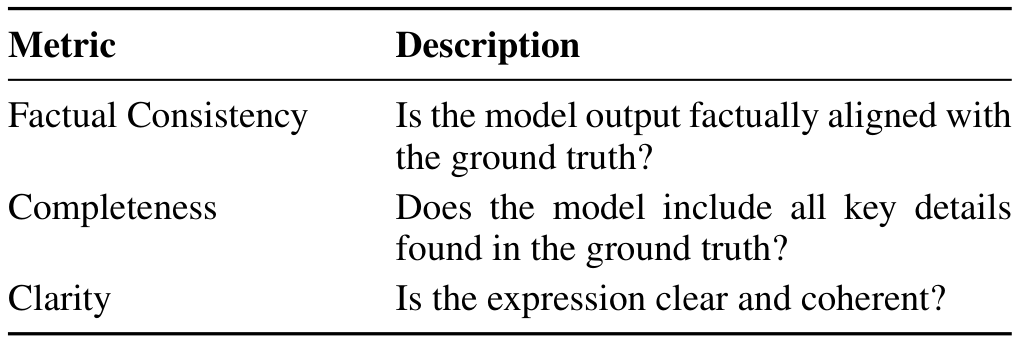 Metric Description
Factual Consistency Is the model output factually aligned with
the ground truth?
Completeness Does the model include all key details
found in the ground truth?
Clarity Is the expression clear and coherent?